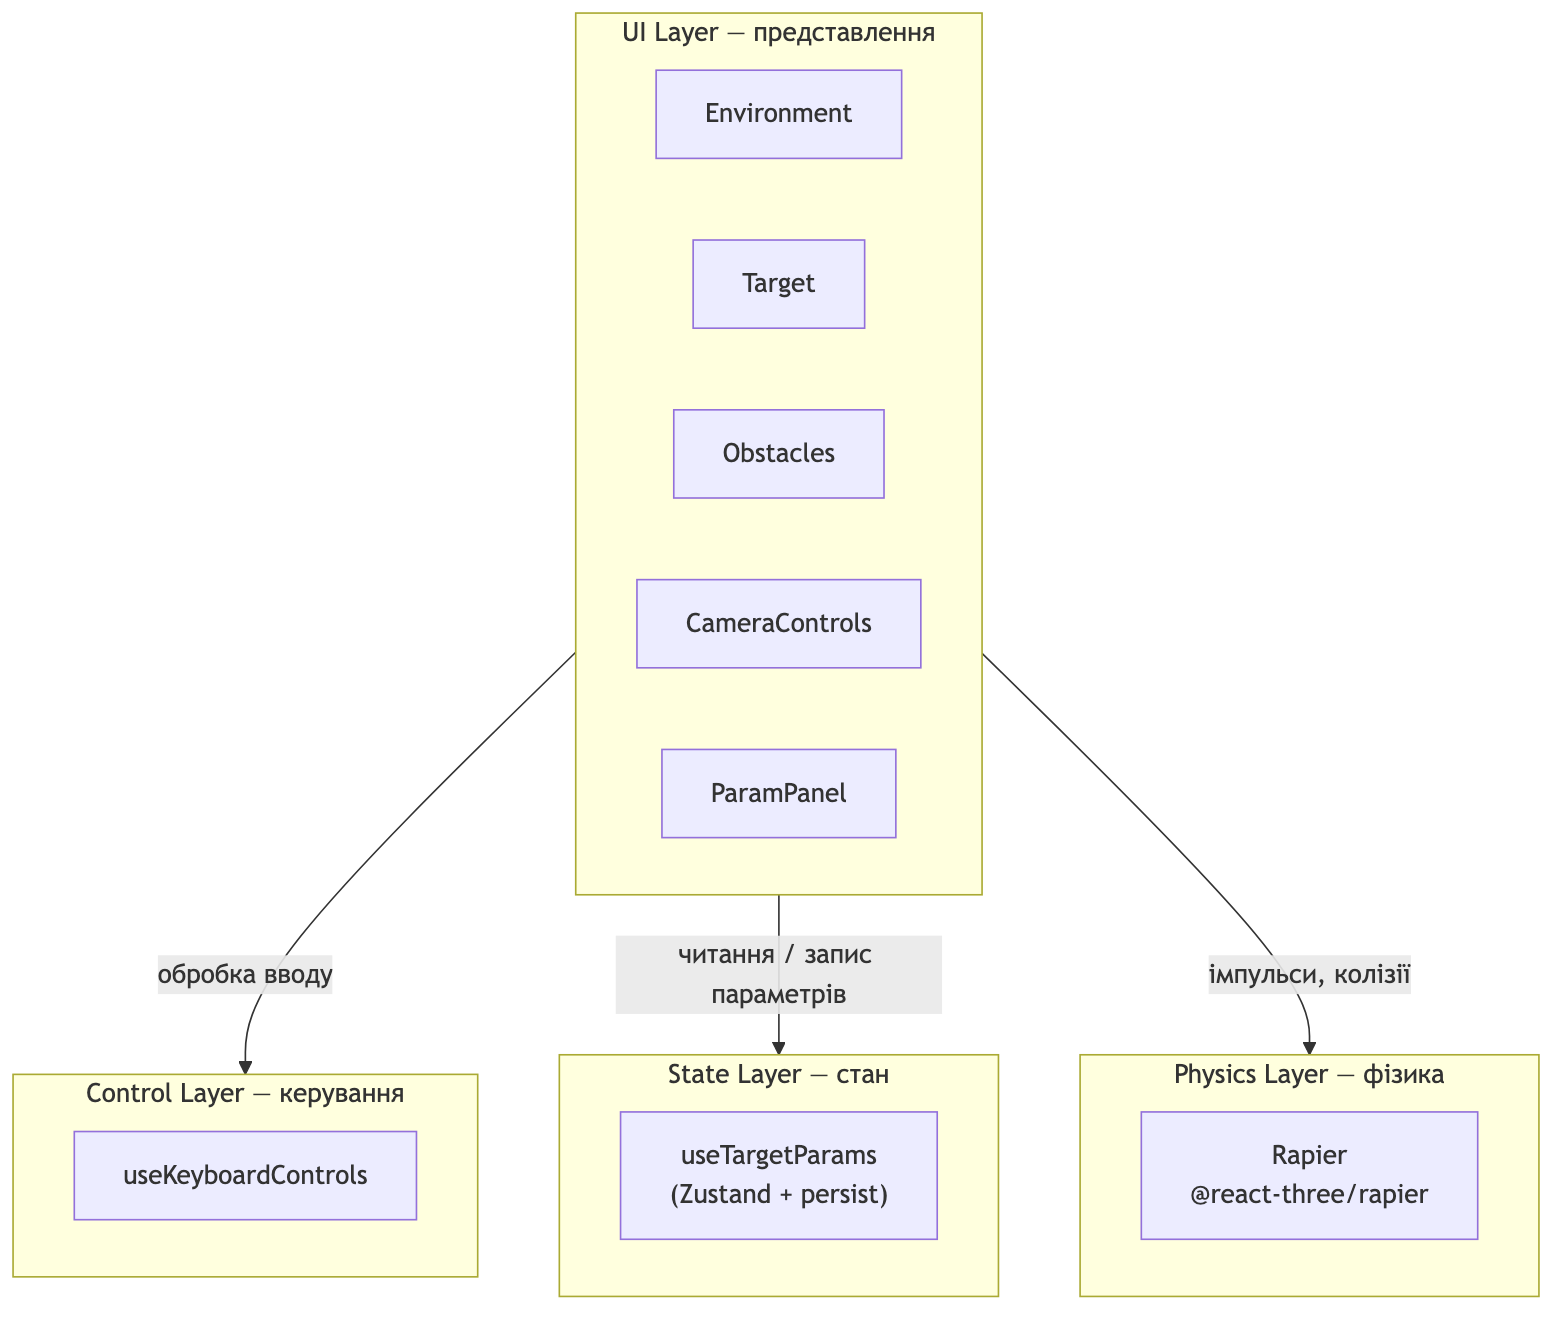 UI Layer — представлення
Environment
Target
Obstacles
CameraControls
ParamPanel
обробка вводу
читання / запис
параметрів
імпульси, колізії
Control Layer — керування
useKeyboardControls
State Layer — стан
useTargetParams
(Zustand + persist)
Physics Layer — фізика
Rapier
@react-three/rapier